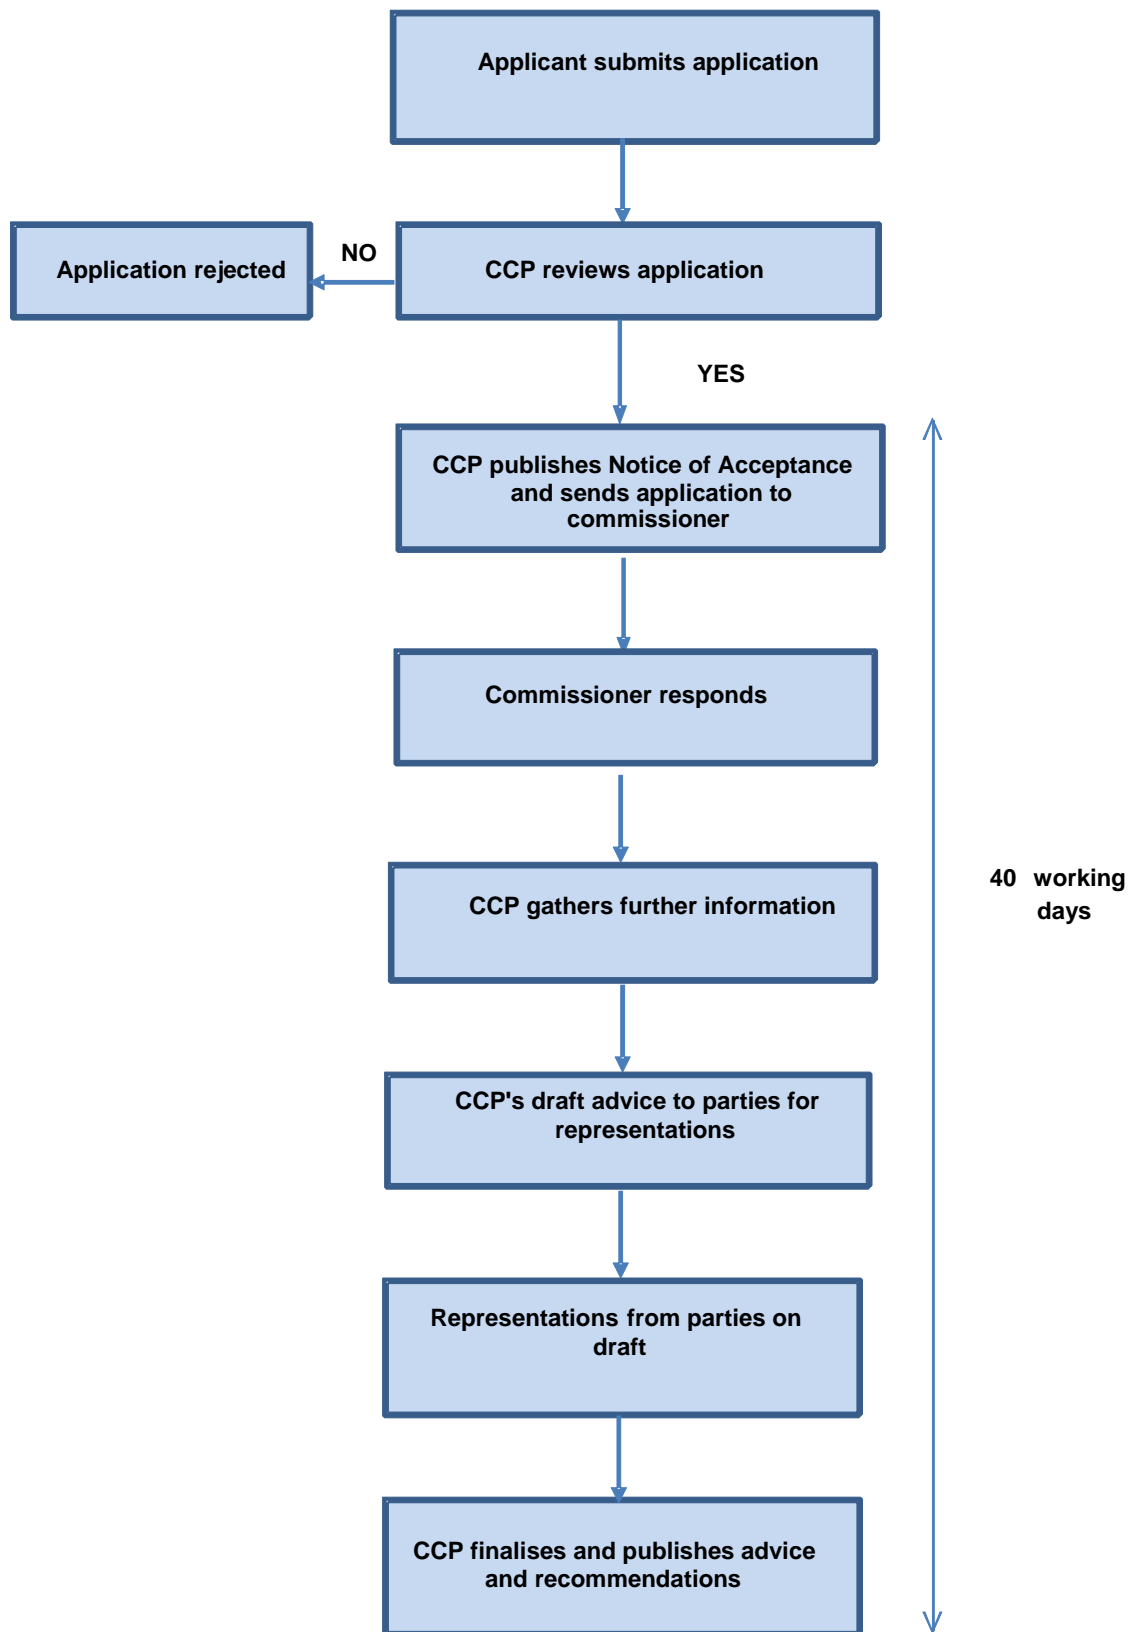 Applicant submits application
Application rejected
NO
CCP reviews application
YES
CCP publishes Notice of Acceptance
and sends application to
commissioner
Commissioner responds
CCP gathers further information
40 working
days
CCP's draft advice to parties for
representations
Representations from parties on
draft
CCP finalises and publishes advice
and recommendations